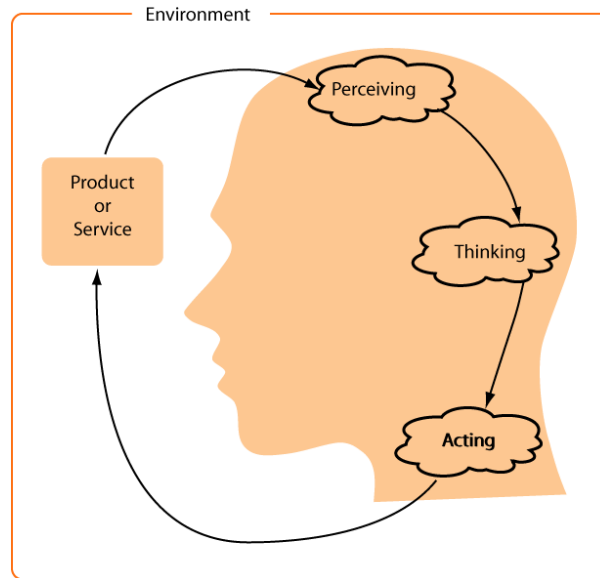 Environment
Perceiving
Product
or
Service
Thinking
Acting